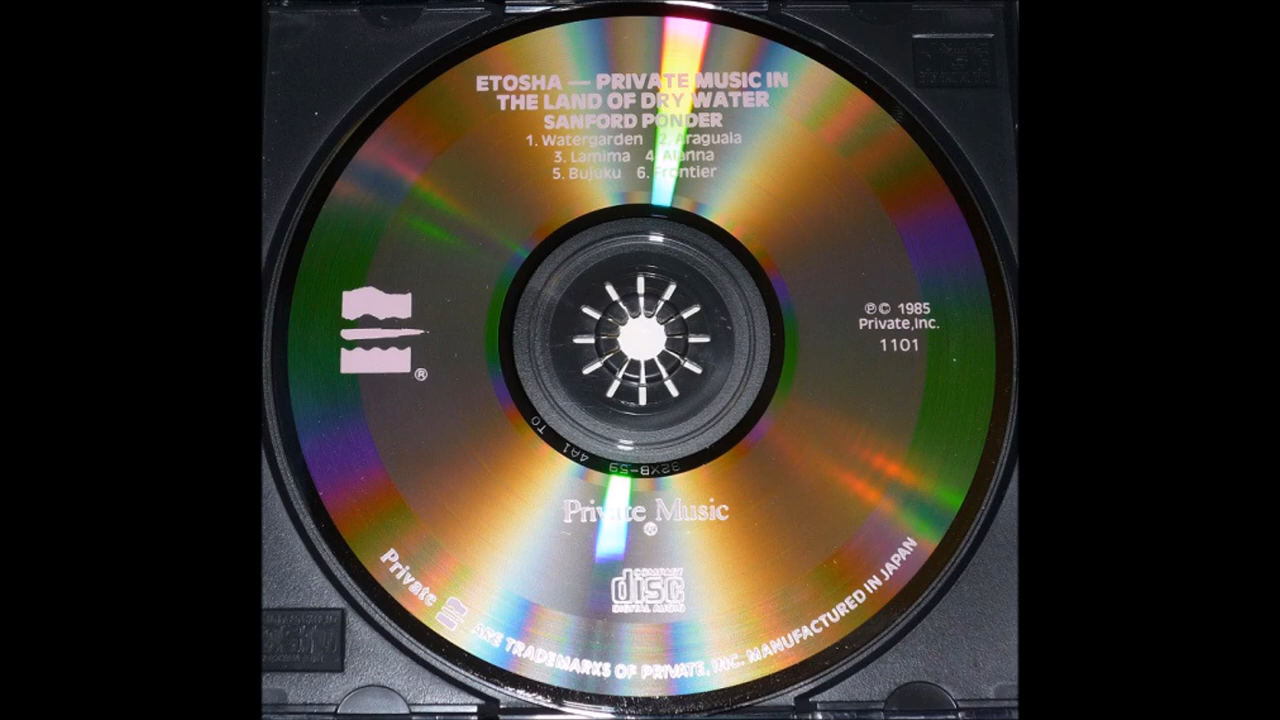 ETOSHA — PRIVATE MUSIC IN
THE LAND OF DRY WATER
SANFORD PONDER
1. Watergarden 2. Araguaia
3. Lamima 4. Aianna
5. Bujuku 6. Frontier
®
℗© 1985
Private, Inc.
1101
32XB-59 4A1 TO
Private Music
COMPACT
disc
DIGITAL AUDIO
Private ARE TRADEMARKS OF PRIVATE, INC. MANUFACTURED IN JAPAN